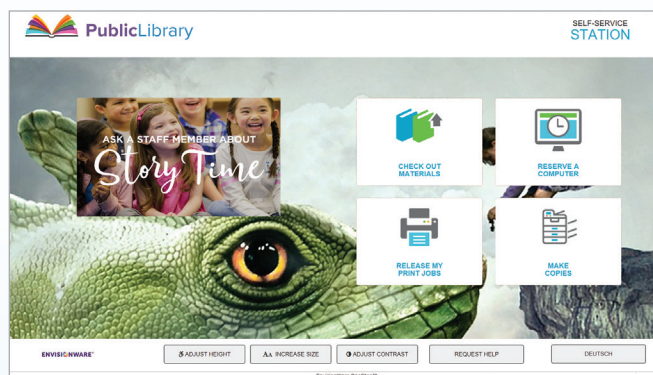 PublicLibrary
SELF-SERVICE
STATION
ASK A STAFF MEMBER ABOUT
Story Time
CHECK OUT
MATERIALS
RESERVE A
COMPUTER
RELEASE MY
PRINT JOBS
MAKE
COPIES
ENVISIONWARE
ADJUST HEIGHT
AA INCREASE SIZE
ADJUST CONTRAST
REQUEST HELP
DEUTSCH